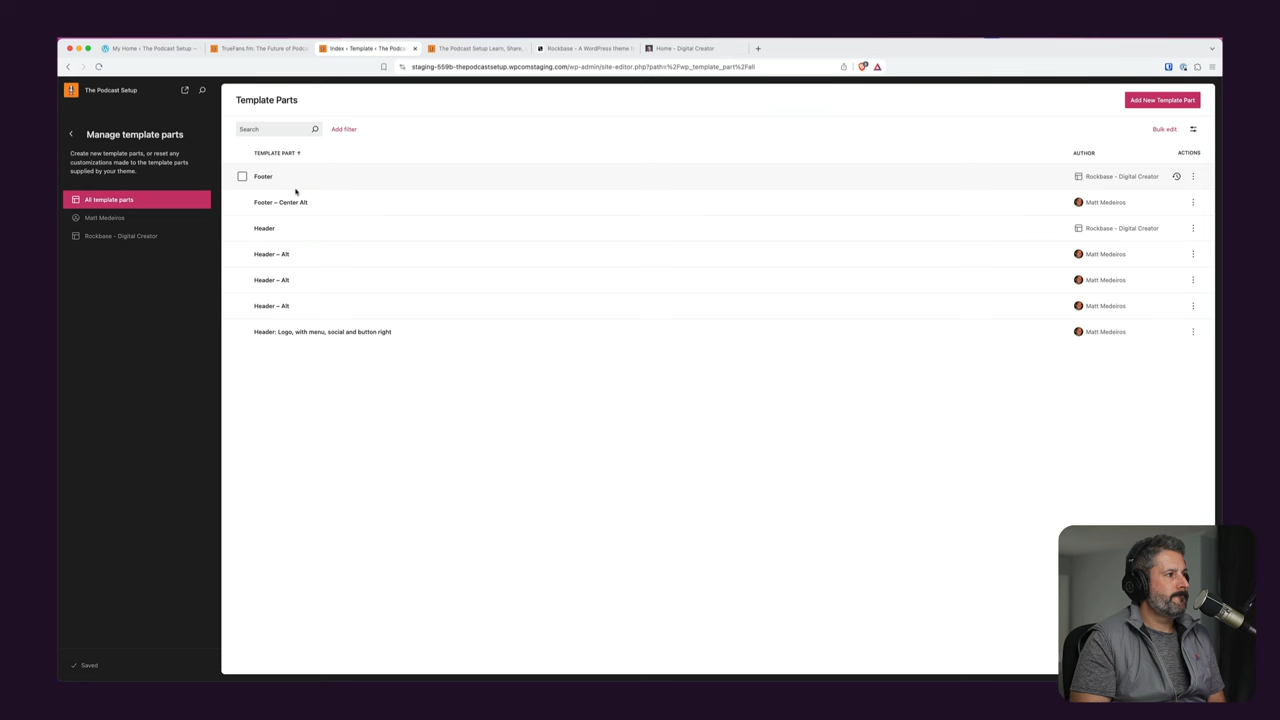 My Home ‹ The Podcast Setup —
TrueFans.fm: The Future of Podc
Index ‹ Template ‹ The Podc
The Podcast Setup Learn, Share,
Rockbase - A WordPress theme
Home - Digital Creator
staging-559b-thepodcastsetup.wpcomstaging.com/wp-admin/site-editor.php?path=%2Fwp_template_part%2Fall
The Podcast Setup
Template Parts
Add New Template Part
Manage template parts
Create new template parts, or reset any
customizations made to the template parts
supplied by your theme.
All template parts
Matt Medeiros
Rockbase - Digital Creator
Search
Add filter
Bulk edit
TEMPLATE PART ↑
AUTHOR
ACTIONS
Footer
Rockbase - Digital Creator
Footer – Center Alt
Matt Medeiros
Header
Rockbase - Digital Creator
Header – Alt
Matt Medeiros
Header – Alt
Matt Medeiros
Header – Alt
Matt Medeiros
Header: Logo, with menu, social and button right
Matt Medeiros
Saved